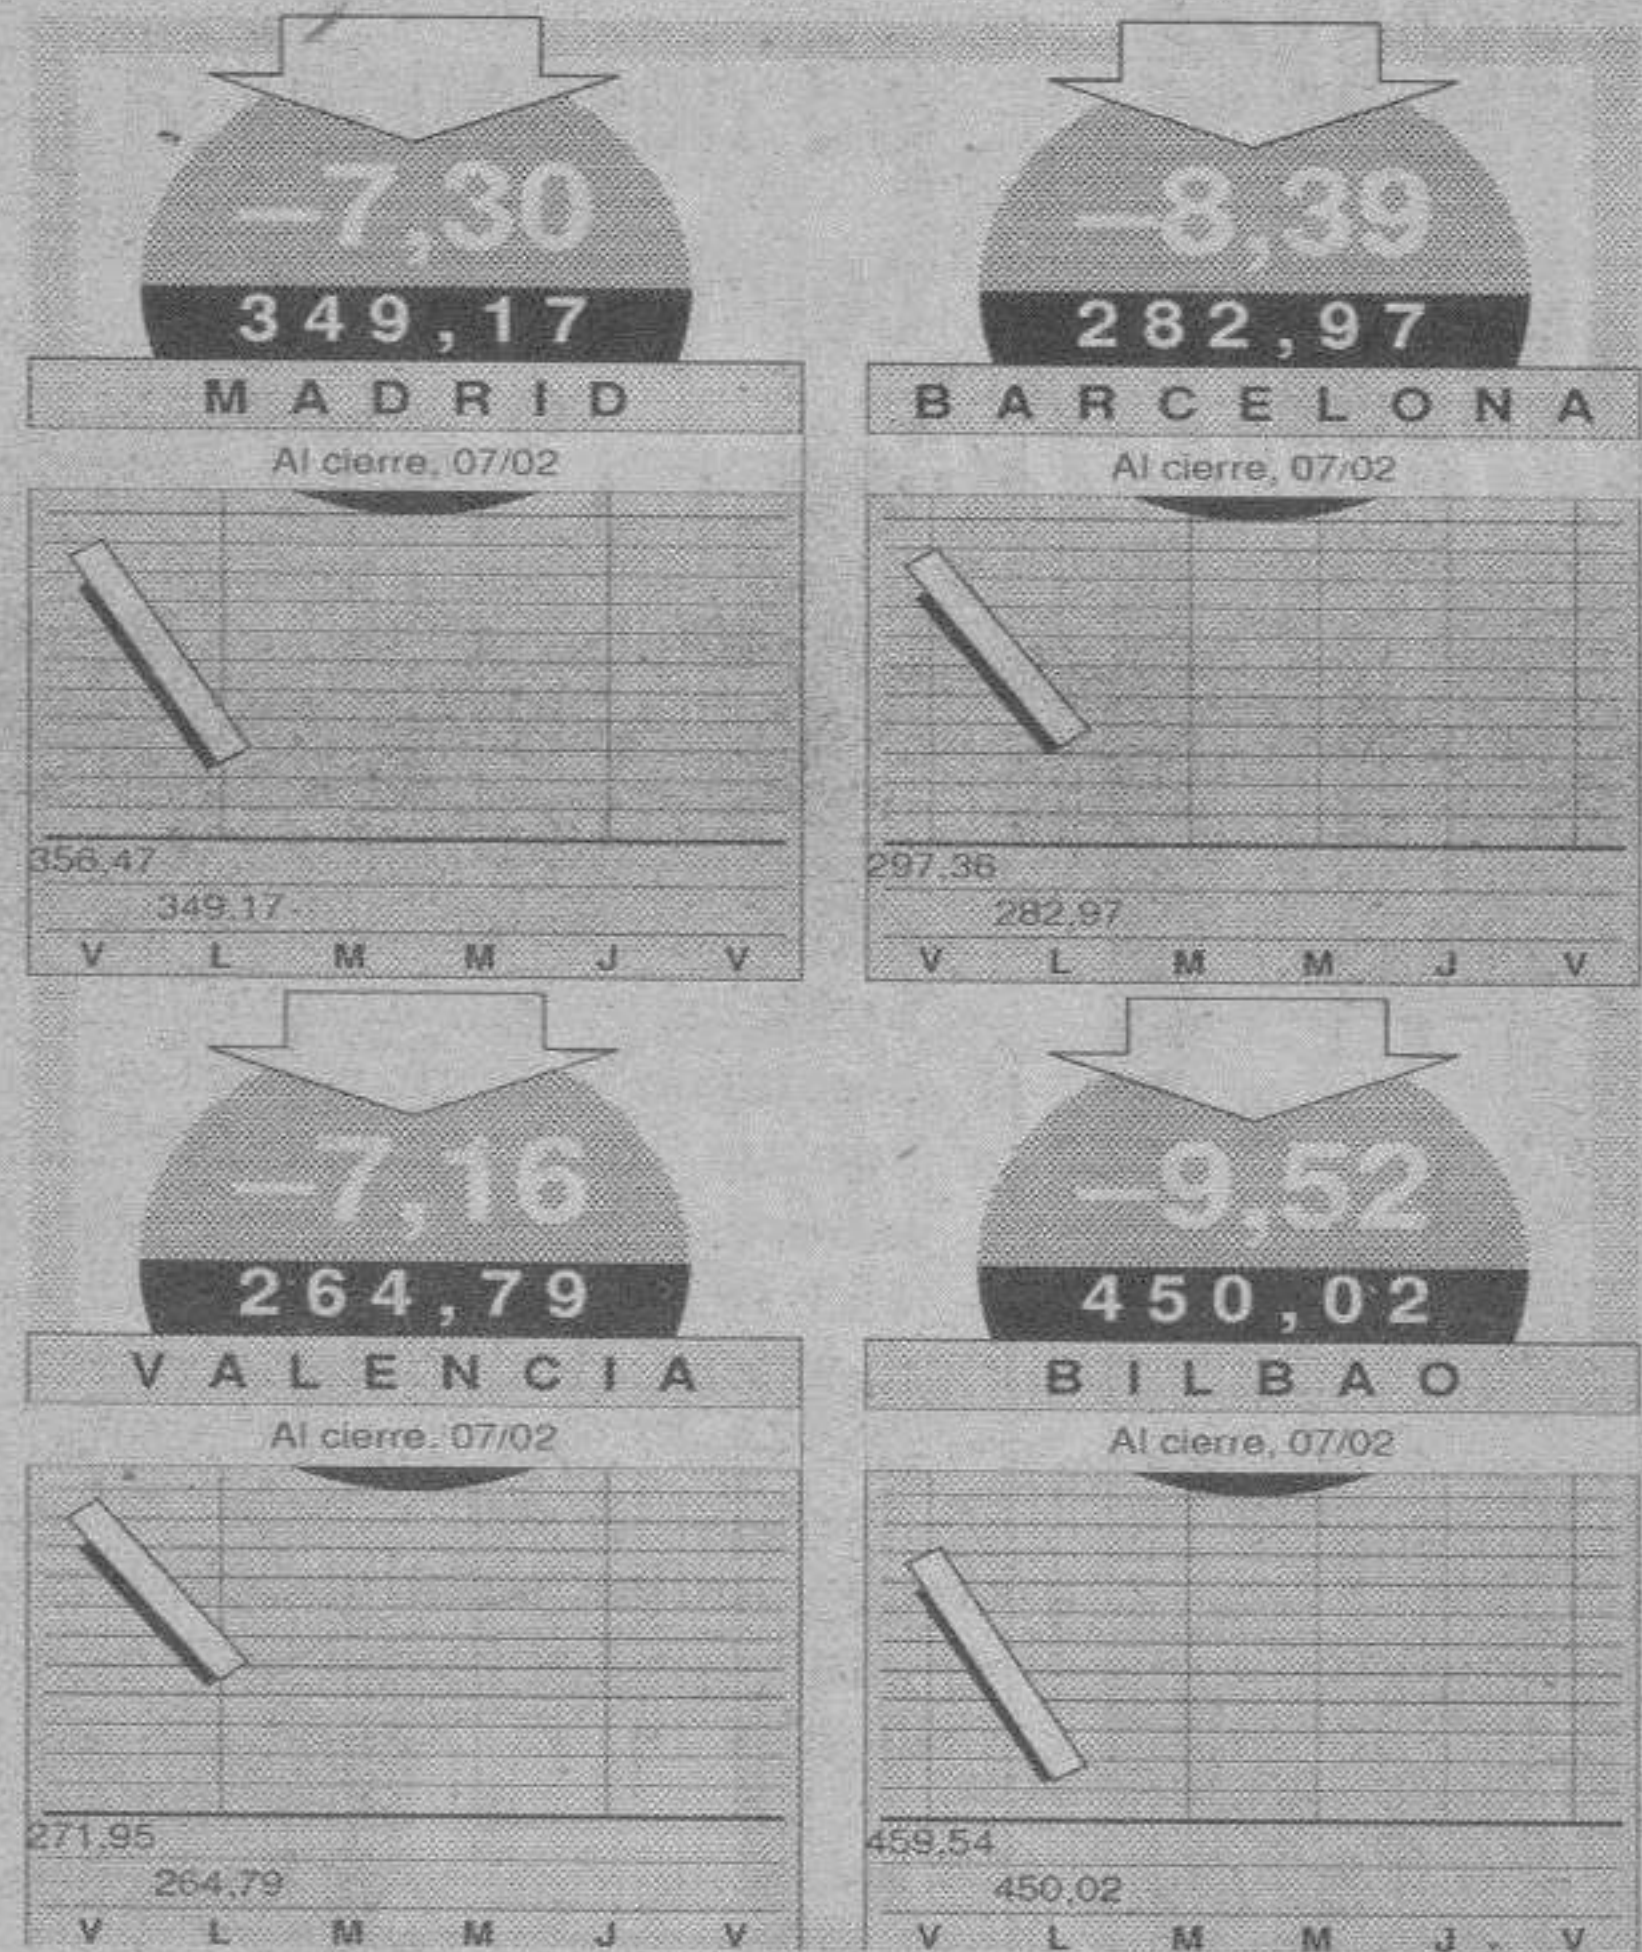 –7,30
349,17
MADRID
Al cierre, 07/02
356,47
349,17
V L M M J V
–8,39
282,97
BARCELONA
Al cierre, 07/02
297,36
282,97
V L M M J V
–7,16
264,79
VALENCIA
Al cierre, 07/02
271,95
264,79
V L M M J V
–9,52
450,02
BILBAO
Al cierre, 07/02
459,54
450,02
V L M M J V